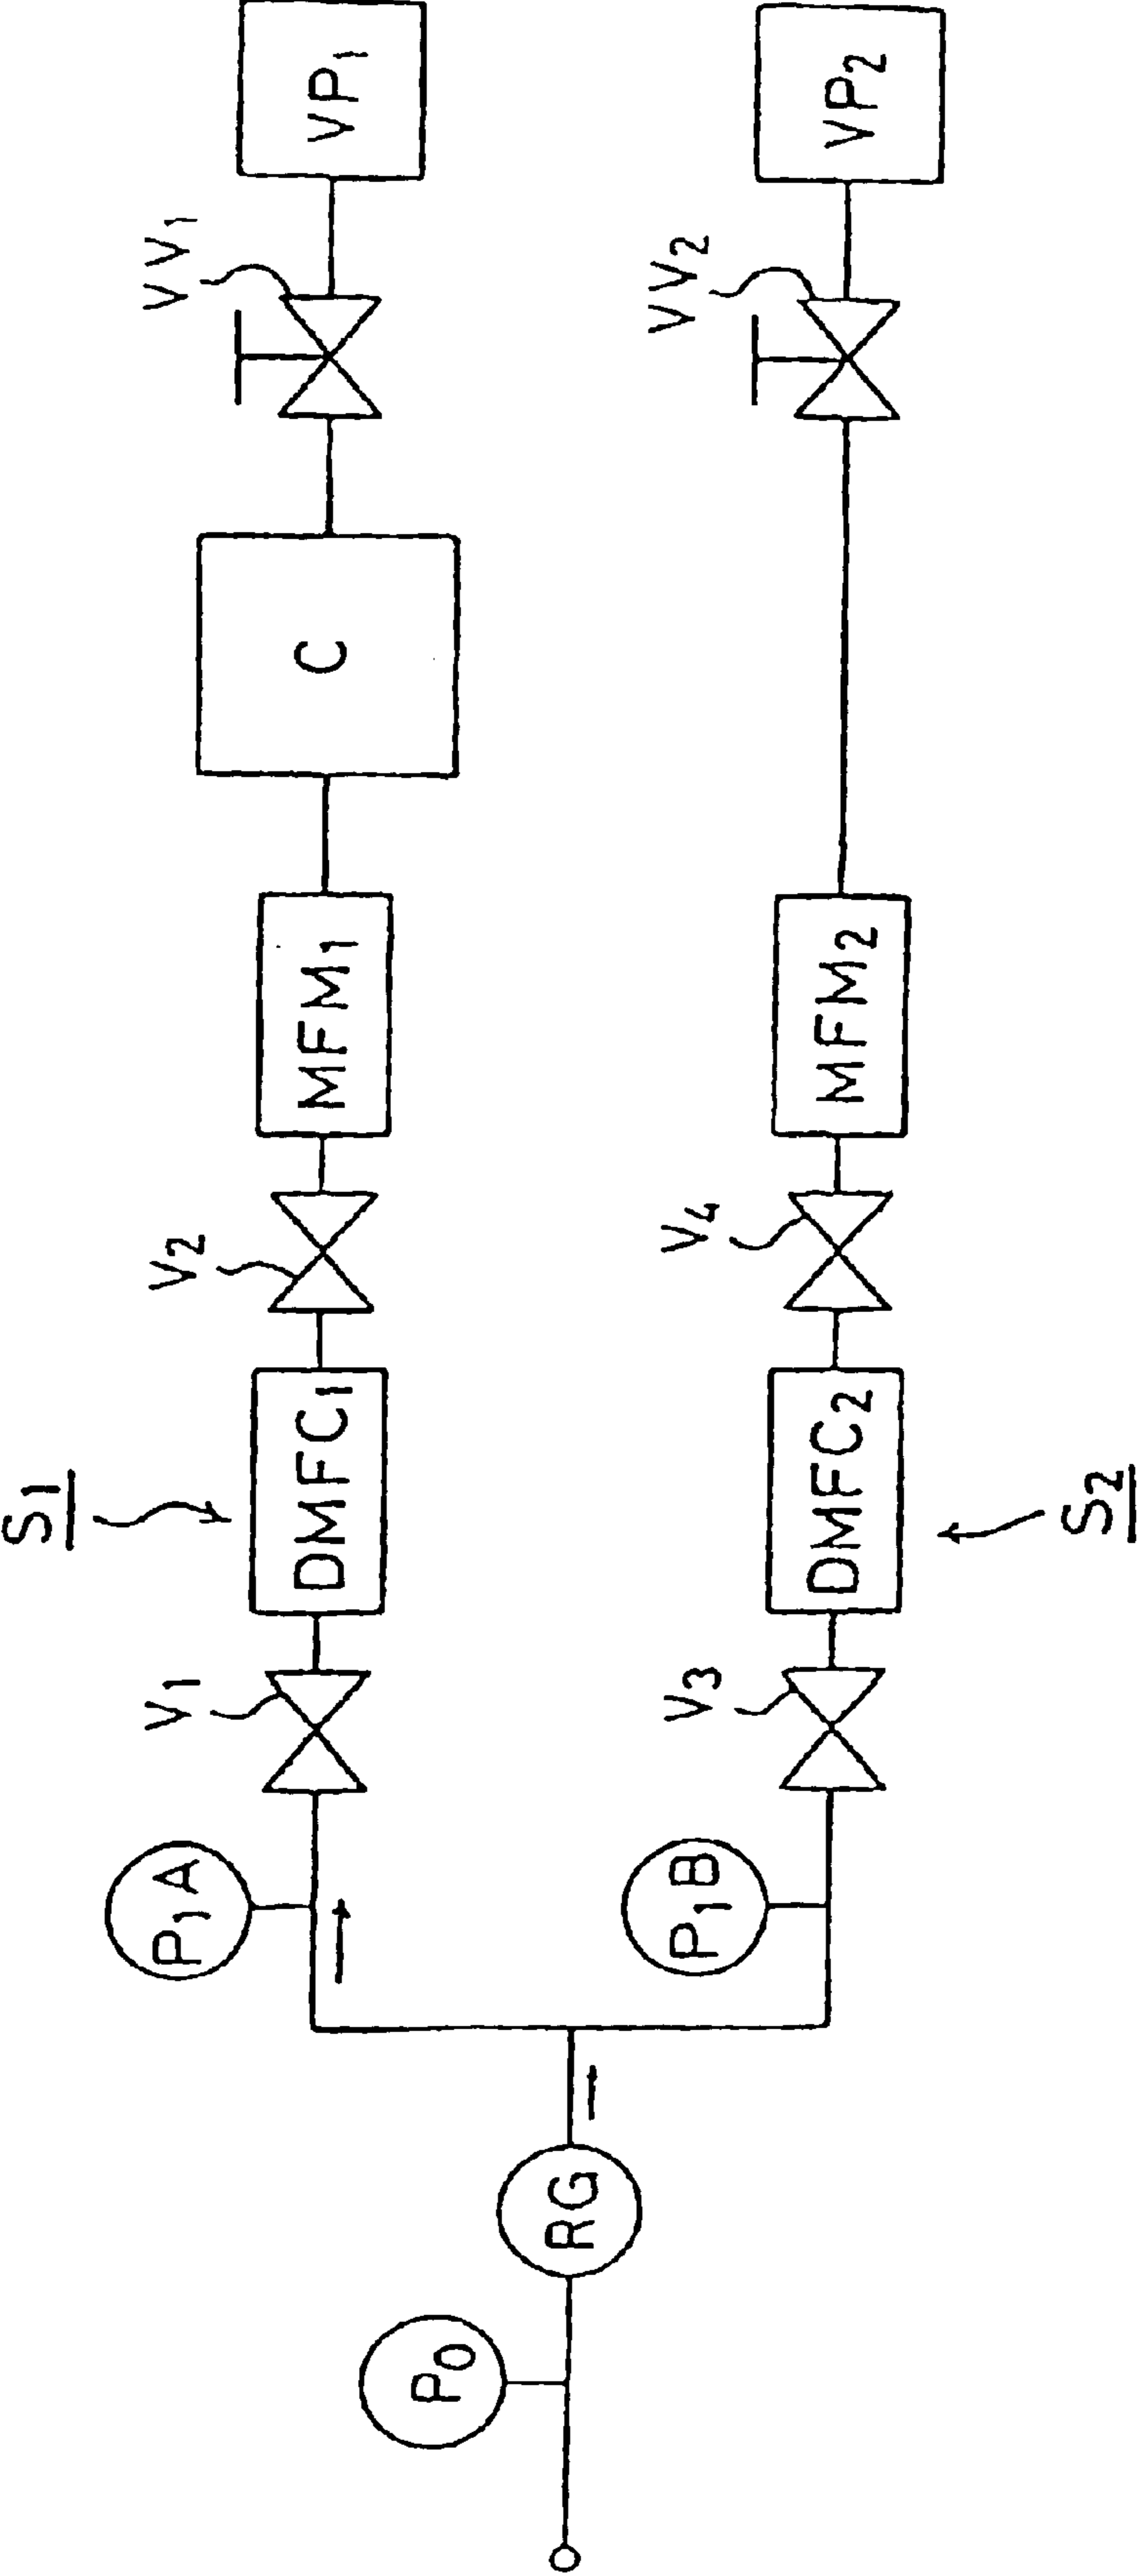 S₁
S₂
P₀
RG
P₁A
V₁
DMFC₁
V₂
MFM₁
C
VV₁
VP₁
P₁B
V₃
DMFC₂
V₄
MFM₂
VV₂
VP₂